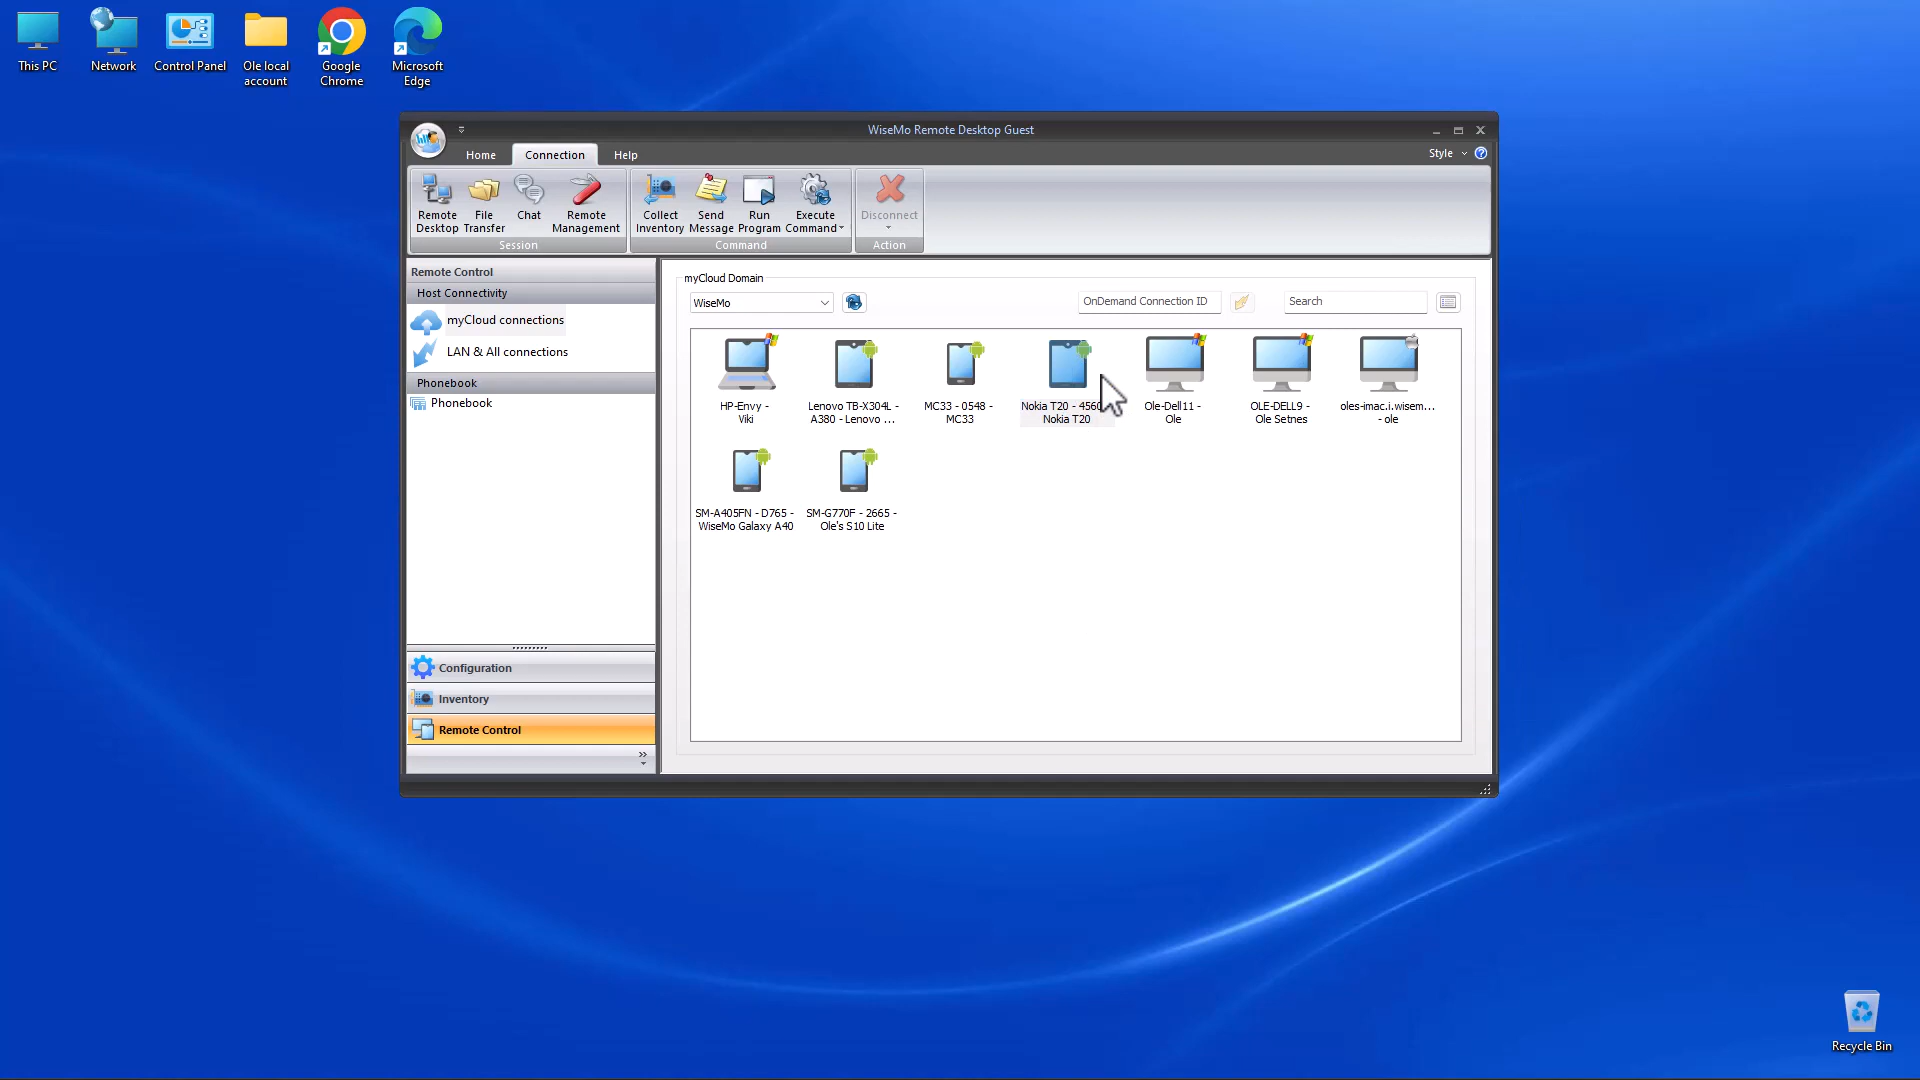 This PC
Network
Control Panel
Ole local
account
Google
Chrome
Microsoft
Edge
WiseMo Remote Desktop Guest
Home
Connection
Help
Style
Remote
Desktop
File
Transfer
Chat
Remote
Management
Session
Collect
Inventory
Send
Message
Run
Program
Execute
Command
Command
Disconnect
Action
Remote Control
Host Connectivity
myCloud connections
LAN & All connections
Phonebook
Phonebook
Configuration
Inventory
Remote Control
myCloud Domain
WiseMo
OnDemand Connection ID
Search
HP-Envy -
Viki
Lenovo TB-X304L -
A380 - Lenovo ...
MC33 - 0548 -
MC33
Nokia T20 - 4560
Nokia T20
Ole-Dell11 -
Ole
OLE-DELL9 -
Ole Setnes
oles-imac.i.wisem...
- ole
SM-A405FN - D765 -
WiseMo Galaxy A40
SM-G770F - 2665 -
Ole's S10 Lite
Recycle Bin